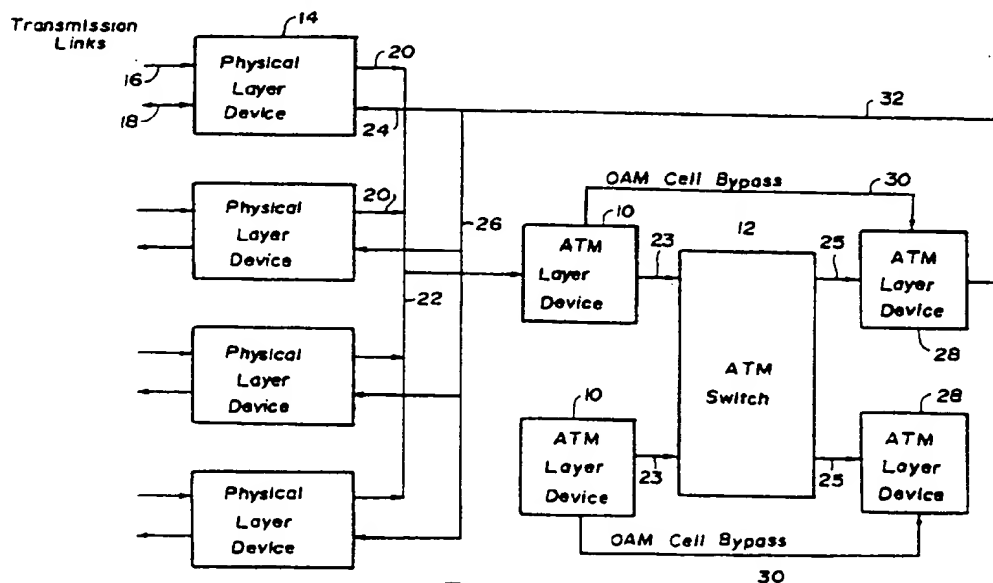 Transmission
Links
14
16
18
Physical
Layer
Device
20
24
32
Physical
Layer
Device
20
26
22
Physical
Layer
Device
Physical
Layer
Device
OAM Cell Bypass
30
10
ATM
Layer
Device
23
12
ATM
Switch
25
ATM
Layer
Device
28
10
ATM
Layer
Device
23
25
28
ATM
Layer
Device
OAM Cell Bypass
30